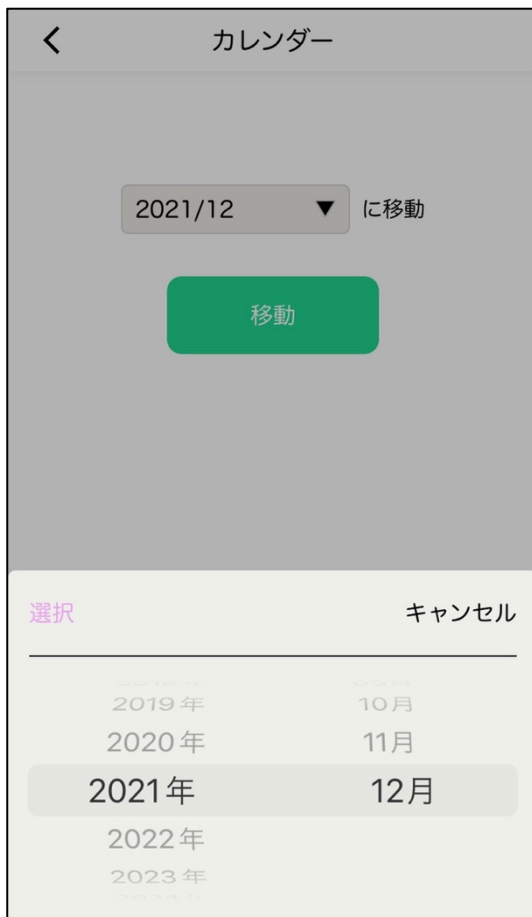 カレンダー
2021/12 ▼ に移動
移動
選択 キャンセル
2019年 10月
2020年 11月
2021年 12月
2022年
2023年